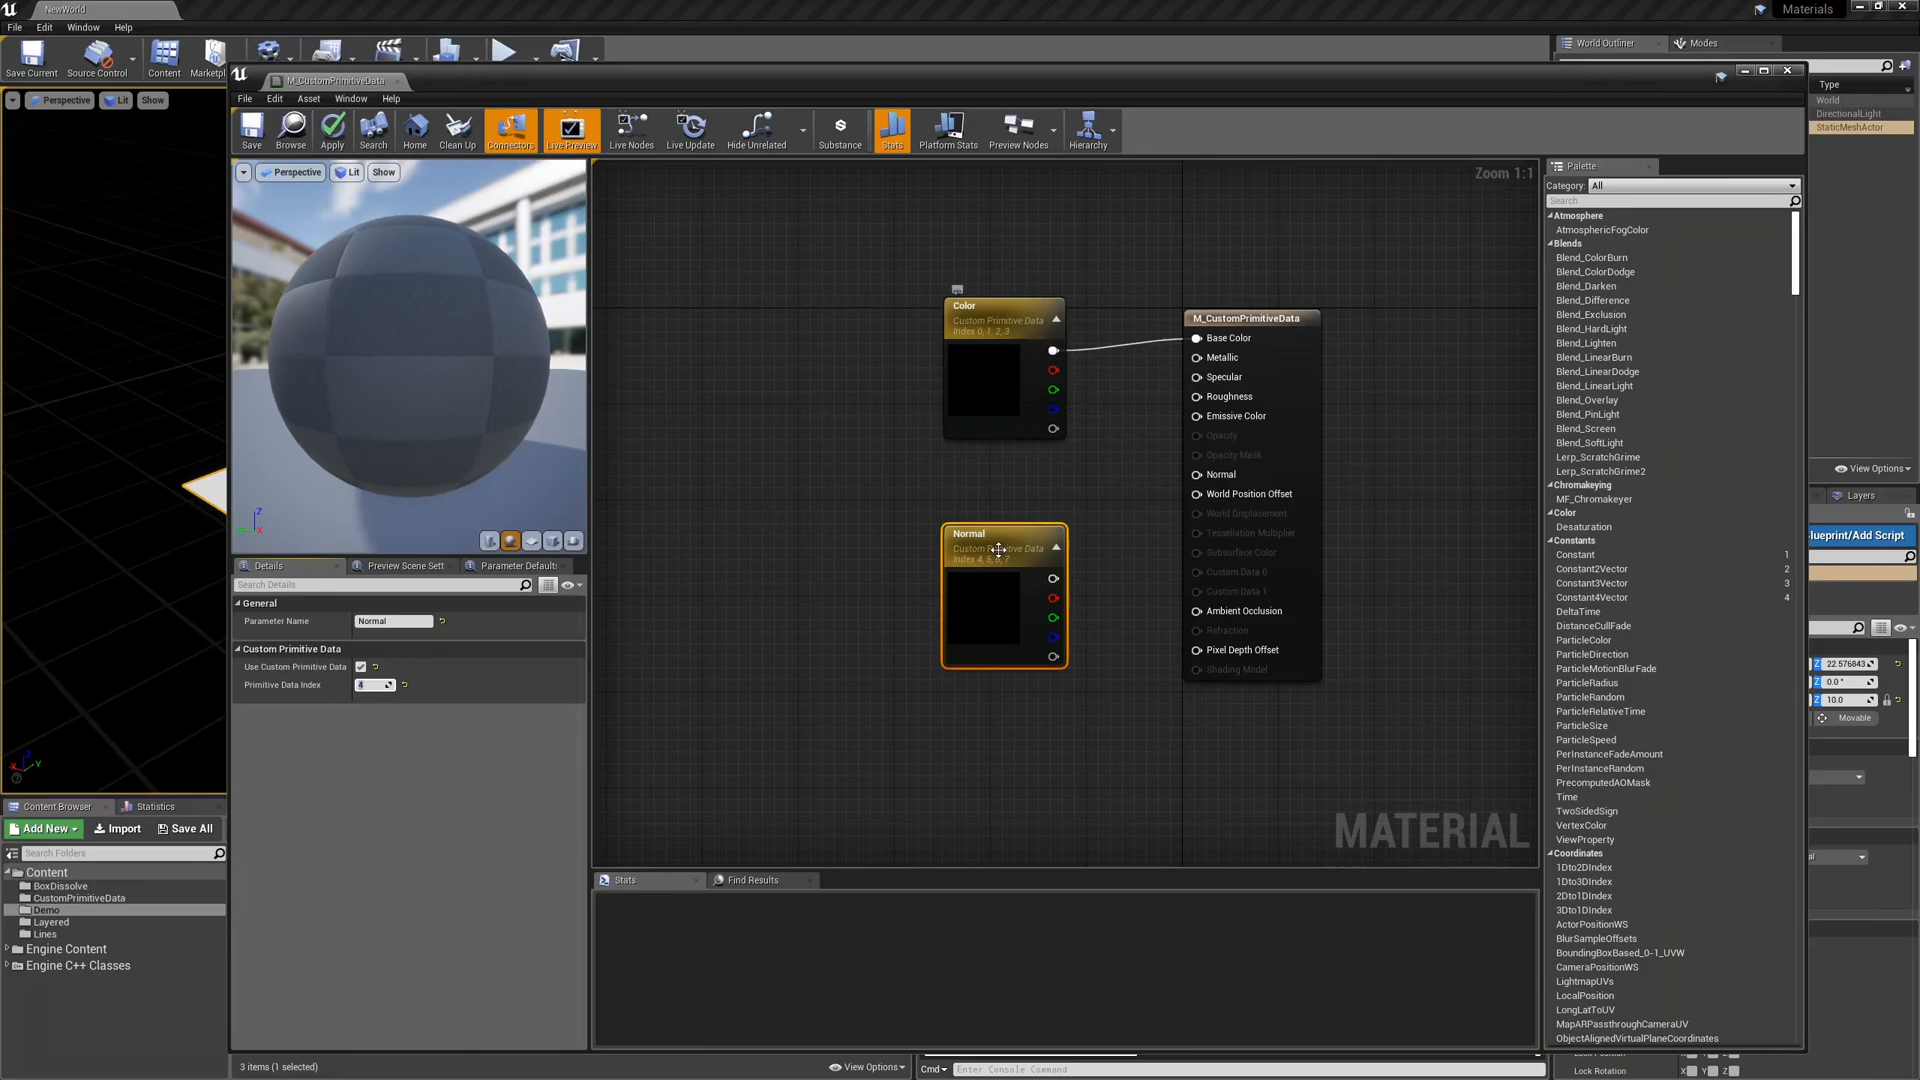 NewWorld
Materials
File Edit Window Help
Save Current Source Control Content Marketpl
World Outliner Modes
Type
World
DirectionalLight
StaticMeshActor
Perspective Lit Show
M_CustomPrimitiveData
File Edit Asset Window Help
Save Browse Apply Search Home Clean Up Connectors Live Preview Live Nodes Live Update Hide Unrelated Substance Stats Platform Stats Preview Nodes Hierarchy
Perspective Lit Show
Zoom 1:1
Color
Custom Primitive Data
Index 0, 1, 2, 3
Normal
Custom Primitive Data
Index 4, 5, 6, 7
M_CustomPrimitiveData
Base Color
Metallic
Specular
Roughness
Emissive Color
Opacity
Opacity Mask
Normal
World Position Offset
World Displacement
Tessellation Multiplier
Subsurface Color
Custom Data 0
Custom Data 1
Ambient Occlusion
Refraction
Pixel Depth Offset
Shading Model
MATERIAL
Details Preview Scene Sett Parameter Default
Search Details
General
Parameter Name Normal
Custom Primitive Data
Use Custom Primitive Data
Primitive Data Index 4
Stats Find Results
Palette
Category: All
Search
Atmosphere
AtmosphericFogColor
Blends
Blend_ColorBurn
Blend_ColorDodge
Blend_Darken
Blend_Difference
Blend_Exclusion
Blend_HardLight
Blend_Lighten
Blend_LinearBurn
Blend_LinearDodge
Blend_LinearLight
Blend_Overlay
Blend_PinLight
Blend_Screen
Blend_SoftLight
Lerp_ScratchGrime
Lerp_ScratchGrime2
Chromakeying
MF_Chromakeyer
Color
Desaturation
Constants
Constant 1
Constant2Vector 2
Constant3Vector 3
Constant4Vector 4
DeltaTime
DistanceCullFade
ParticleColor
ParticleDirection
ParticleMotionBlurFade
ParticleRadius
ParticleRandom
ParticleRelativeTime
ParticleSize
ParticleSpeed
PerInstanceFadeAmount
PerInstanceRandom
PrecomputedAOMask
Time
TwoSidedSign
VertexColor
ViewProperty
Coordinates
1Dto2DIndex
1Dto3DIndex
2Dto1DIndex
3Dto1DIndex
ActorPositionWS
BlurSampleOffsets
BoundingBoxBased_0-1_UVW
CameraPositionWS
LightmapUVs
LocalPosition
LongLatToUV
MapARPassthroughCameraUV
ObjectAlignedVirtualPlaneCoordinates
View Options
Layers
lueprint/Add Script
Z 22.576843
Z 0.0 °
Z 10.0
Movable
Content Browser Statistics
Add New Import Save All
Search Folders
Content
BoxDissolve
CustomPrimitiveData
Demo
Layered
Lines
Engine Content
Engine C++ Classes
3 items (1 selected) View Options
Cmd Enter Console Command
Lock Rotation X Y Z